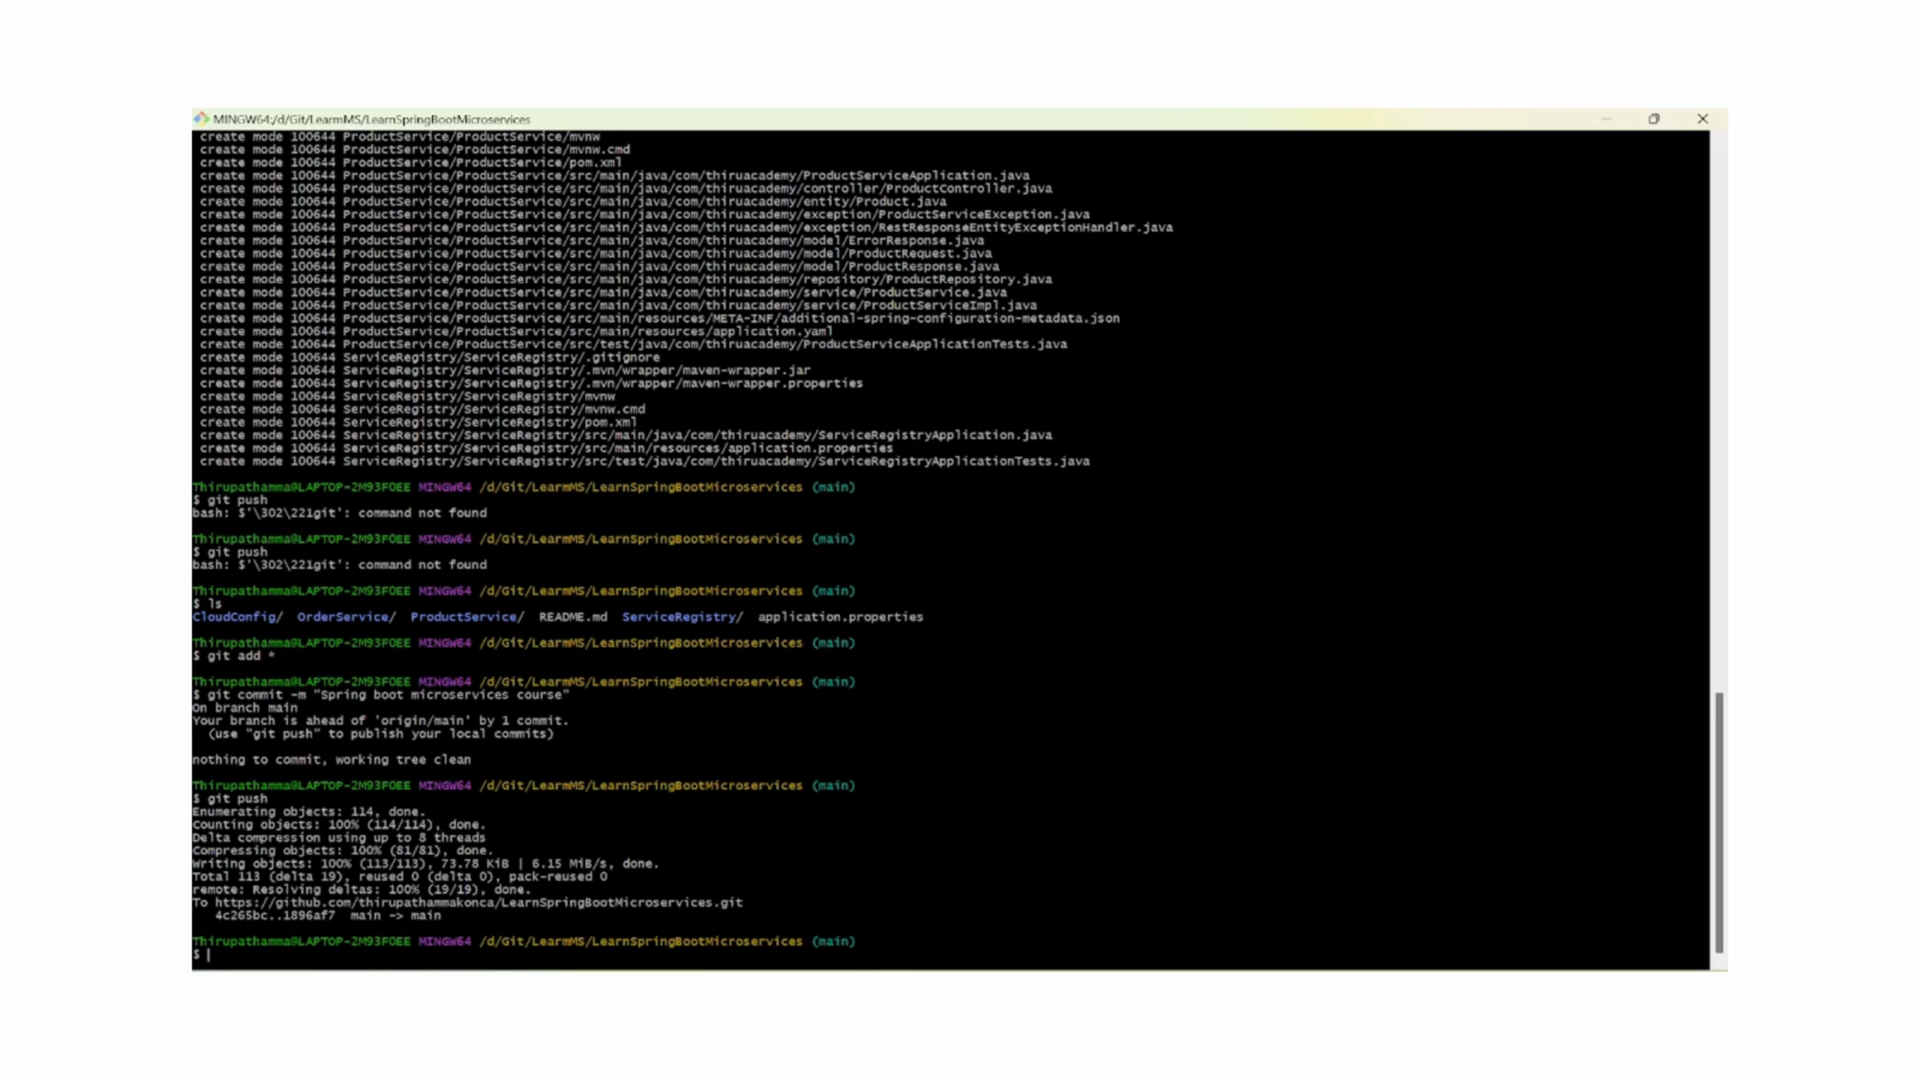 MINGW64:/d/Git/LearmMS/LearnSpringBootMicroservices
create mode 100644 ProductService/ProductService/mvnw
create mode 100644 ProductService/ProductService/mvnw.cmd
create mode 100644 ProductService/ProductService/pom.xml
create mode 100644 ProductService/ProductService/src/main/java/com/thiruacademy/ProductServiceApplication.java
create mode 100644 ProductService/ProductService/src/main/java/com/thiruacademy/controller/ProductController.java
create mode 100644 ProductService/ProductService/src/main/java/com/thiruacademy/entity/Product.java
create mode 100644 ProductService/ProductService/src/main/java/com/thiruacademy/exception/ProductServiceException.java
create mode 100644 ProductService/ProductService/src/main/java/com/thiruacademy/exception/RestResponseEntityExceptionHandler.java
create mode 100644 ProductService/ProductService/src/main/java/com/thiruacademy/model/ErrorResponse.java
create mode 100644 ProductService/ProductService/src/main/java/com/thiruacademy/model/ProductRequest.java
create mode 100644 ProductService/ProductService/src/main/java/com/thiruacademy/model/ProductResponse.java
create mode 100644 ProductService/ProductService/src/main/java/com/thiruacademy/repository/ProductRepository.java
create mode 100644 ProductService/ProductService/src/main/java/com/thiruacademy/service/ProductService.java
create mode 100644 ProductService/ProductService/src/main/java/com/thiruacademy/service/ProductServiceImpl.java
create mode 100644 ProductService/ProductService/src/main/resources/META-INF/additional-spring-configuration-metadata.json
create mode 100644 ProductService/ProductService/src/main/resources/application.yaml
create mode 100644 ProductService/ProductService/src/test/java/com/thiruacademy/ProductServiceApplicationTests.java
create mode 100644 ServiceRegistry/ServiceRegistry/.gitignore
create mode 100644 ServiceRegistry/ServiceRegistry/.mvn/wrapper/maven-wrapper.jar
create mode 100644 ServiceRegistry/ServiceRegistry/.mvn/wrapper/maven-wrapper.properties
create mode 100644 ServiceRegistry/ServiceRegistry/mvnw
create mode 100644 ServiceRegistry/ServiceRegistry/mvnw.cmd
create mode 100644 ServiceRegistry/ServiceRegistry/pom.xml
create mode 100644 ServiceRegistry/ServiceRegistry/src/main/java/com/thiruacademy/ServiceRegistryApplication.java
create mode 100644 ServiceRegistry/ServiceRegistry/src/main/resources/application.properties
create mode 100644 ServiceRegistry/ServiceRegistry/src/test/java/com/thiruacademy/ServiceRegistryApplicationTests.java
Thirupathamma@LAPTOP-2M93FOEE MINGW64 /d/Git/LearmMS/LearnSpringBootMicroservices (main)
$ git push
bash: $'\302\221git': command not found
Thirupathamma@LAPTOP-2M93FOEE MINGW64 /d/Git/LearmMS/LearnSpringBootMicroservices (main)
$ git push
bash: $'\302\221git': command not found
Thirupathamma@LAPTOP-2M93FOEE MINGW64 /d/Git/LearmMS/LearnSpringBootMicroservices (main)
$ ls
CloudConfig/ OrderService/ ProductService/ README.md ServiceRegistry/ application.properties
Thirupathamma@LAPTOP-2M93FOEE MINGW64 /d/Git/LearmMS/LearnSpringBootMicroservices (main)
$ git add *
Thirupathamma@LAPTOP-2M93FOEE MINGW64 /d/Git/LearmMS/LearnSpringBootMicroservices (main)
$ git commit -m "Spring boot microservices course"
On branch main
Your branch is ahead of 'origin/main' by 1 commit.
(use "git push" to publish your local commits)
nothing to commit, working tree clean
Thirupathamma@LAPTOP-2M93FOEE MINGW64 /d/Git/LearmMS/LearnSpringBootMicroservices (main)
$ git push
Enumerating objects: 114, done.
Counting objects: 100% (114/114), done.
Delta compression using up to 8 threads
Compressing objects: 100% (81/81), done.
Writing objects: 100% (113/113), 73.78 KiB | 6.15 MiB/s, done.
Total 113 (delta 19), reused 0 (delta 0), pack-reused 0
remote: Resolving deltas: 100% (19/19), done.
To https://github.com/thirupathammakonca/LearnSpringBootMicroservices.git
4c265bc..1896af7 main -> main
Thirupathamma@LAPTOP-2M93FOEE MINGW64 /d/Git/LearmMS/LearnSpringBootMicroservices (main)
$